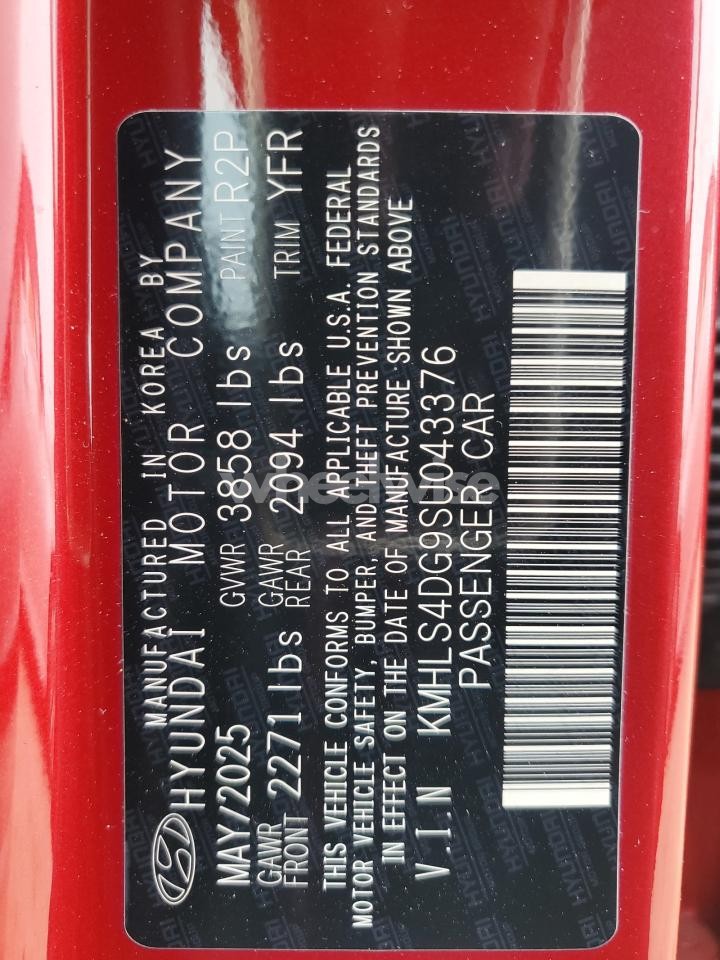 MANUFACTURED IN KOREA BY
HYUNDAI MOTOR COMPANY
MAY/2025 GVWR 3858 lbs PAINT R2P
GAWR FRONT 2271 lbs GAWR REAR 2094 lbs TRIM YFR
THIS VEHICLE CONFORMS TO ALL APPLICABLE U.S.A. FEDERAL
MOTOR VEHICLE SAFETY, BUMPER, AND THEFT PREVENTION STANDARDS
IN EFFECT ON THE DATE OF MANUFACTURE SHOWN ABOVE
V.I.N KMHLS4DG9SU043376
PASSENGER CAR
wheelwise